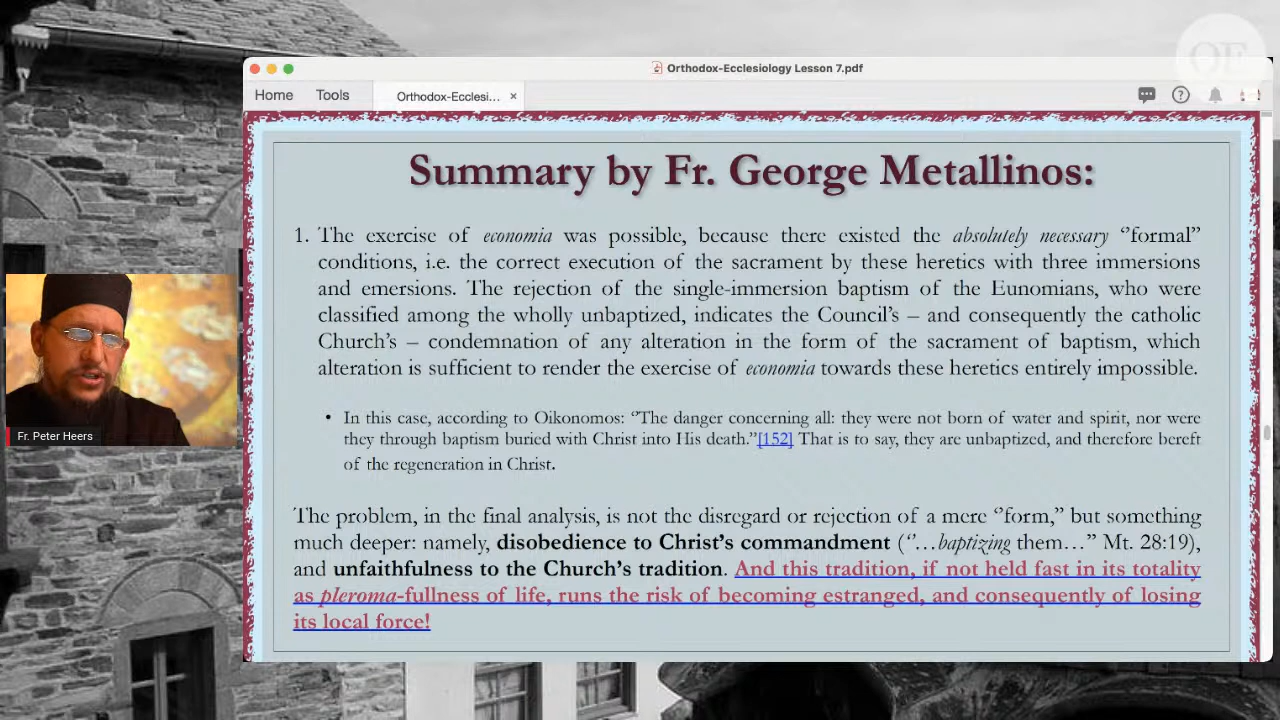 OE
Orthodox-Ecclesiology Lesson 7.pdf
Home Tools Orthodox-Ecclesi... ×
Summary by Fr. George Metallinos:
1. The exercise of economia was possible, because there existed the absolutely necessary “formal”
conditions, i.e. the correct execution of the sacrament by these heretics with three immersions
and emersions. The rejection of the single-immersion baptism of the Eunomians, who were
classified among the wholly unbaptized, indicates the Council’s – and consequently the catholic
Church’s – condemnation of any alteration in the form of the sacrament of baptism, which
alteration is sufficient to render the exercise of economia towards these heretics entirely impossible.
• In this case, according to Oikonomos: “The danger concerning all: they were not born of water and spirit, nor were
they through baptism buried with Christ into His death.”[152] That is to say, they are unbaptized, and therefore bereft
of the regeneration in Christ.
The problem, in the final analysis, is not the disregard or rejection of a mere “form,” but something
much deeper: namely, disobedience to Christ’s commandment (“…baptizing them…” Mt. 28:19),
and unfaithfulness to the Church’s tradition. And this tradition, if not held fast in its totality
as pleroma-fullness of life, runs the risk of becoming estranged, and consequently of losing
its local force!
Fr. Peter Heers